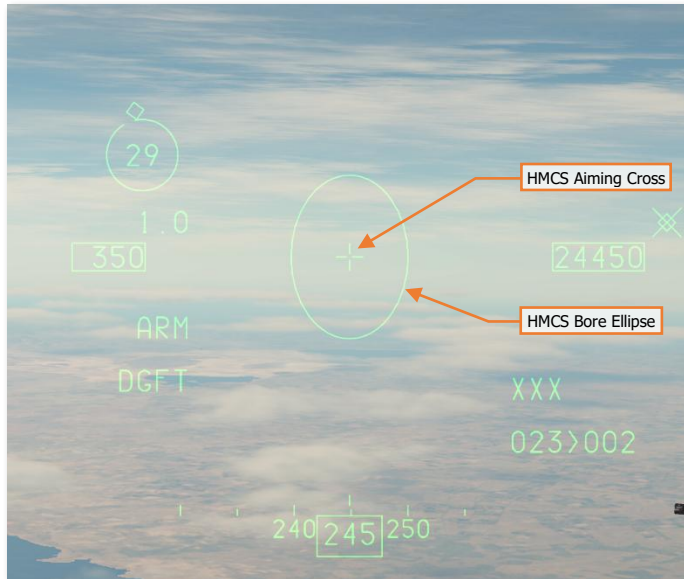 29
HMCS Aiming Cross
1.0
350
24450
HMCS Bore Ellipse
ARM
DGFT
XXX
023>002
240 245 250